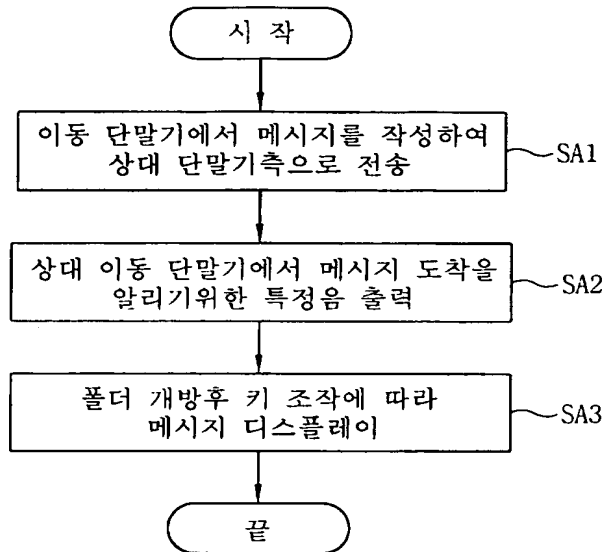 시 작
이동 단말기에서 메시지를 작성하여
상대 단말기측으로 전송
SA1
상대 이동 단말기에서 메시지 도착을
알리기위한 특정음 출력
SA2
폴더 개방후 키 조작에 따라
메시지 디스플레이
SA3
끝